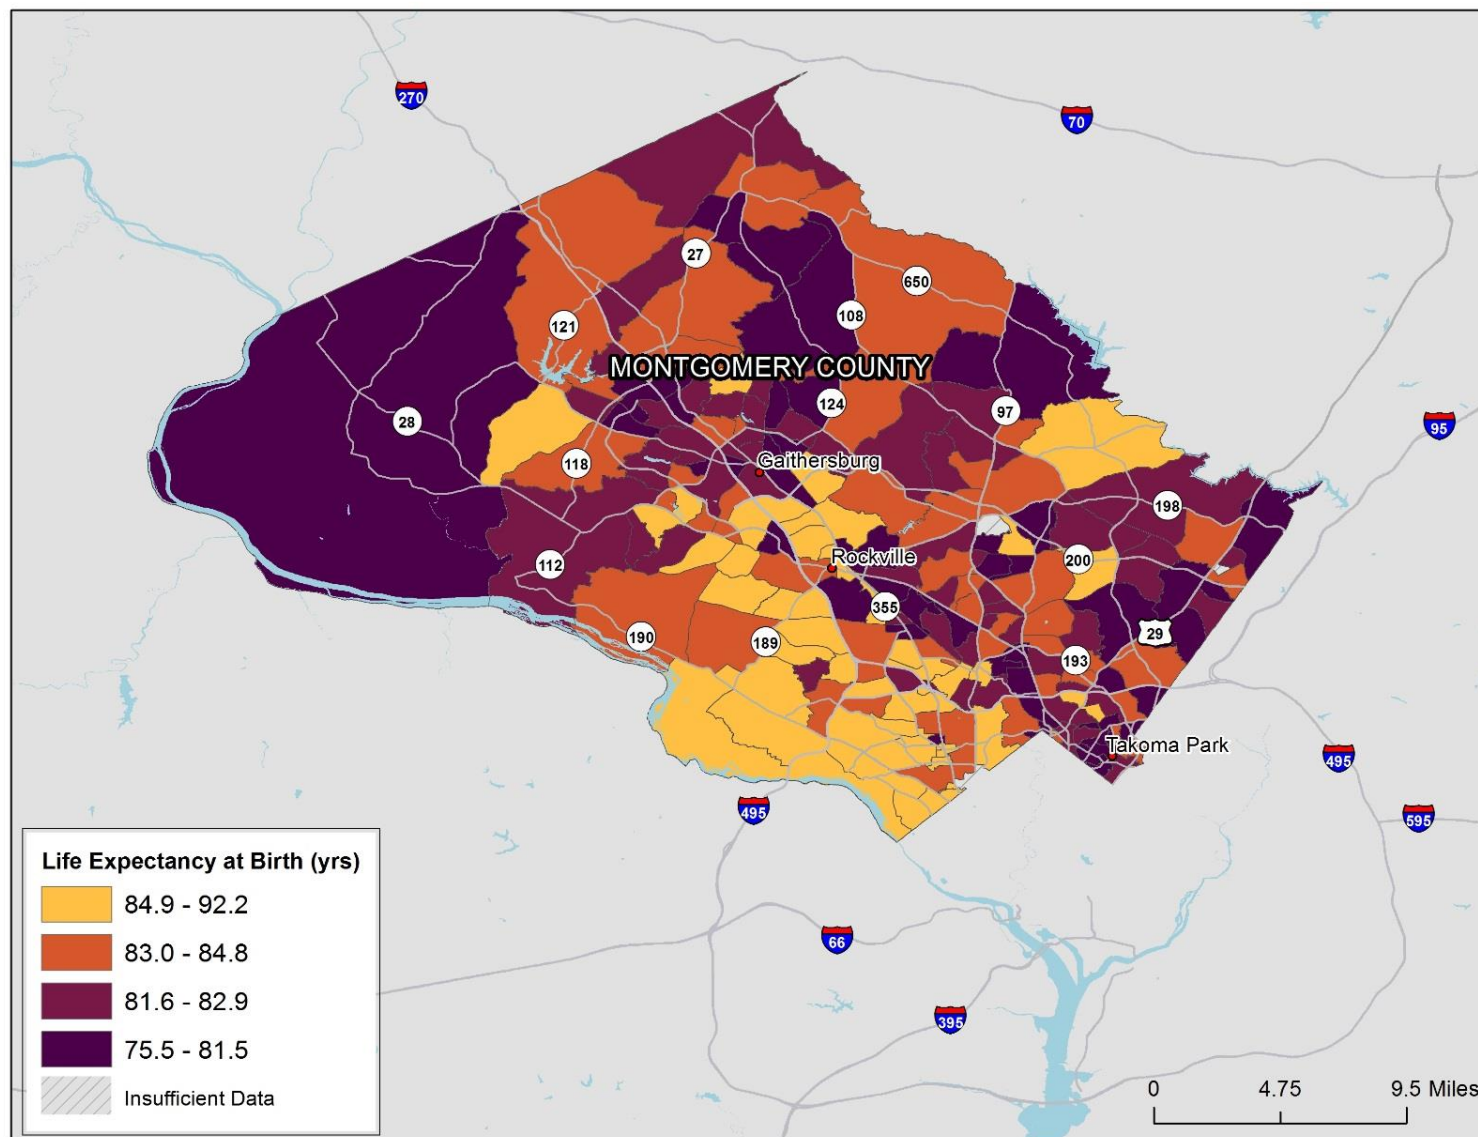 270
70
27
650
108
121
MONTGOMERY COUNTY
124
97
28
95
118
Gaithersburg
198
200
112
Rockville
355
190
189
29
193
Takoma Park
495
495
595
66
395
Life Expectancy at Birth (yrs)
84.9 - 92.2
83.0 - 84.8
81.6 - 82.9
75.5 - 81.5
Insufficient Data
0 4.75 9.5 Miles